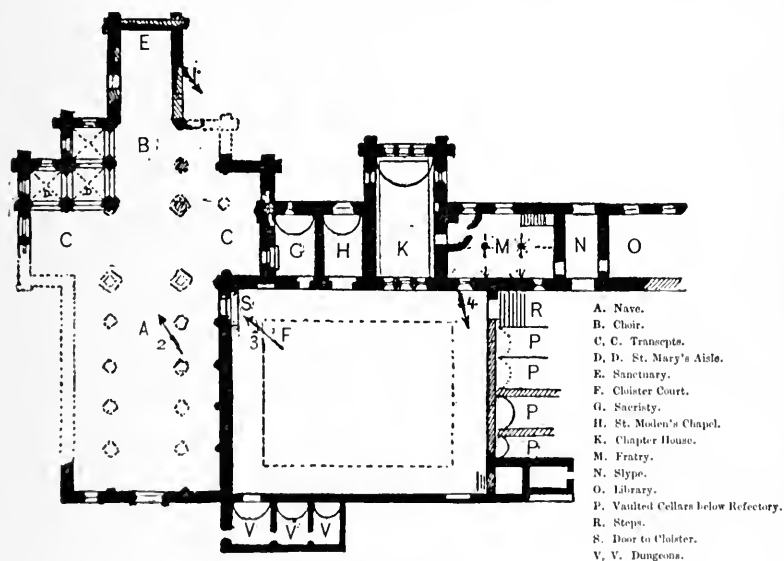 E
1
B
D
D
C
C
G
H
K
M
N
O
S
4
R
A
2
3
F
P
P
P
P
V
V
V
A. Nave.
B. Choir.
C, C. Transepts.
D, D. St. Mary's Aisle.
E. Sanctuary.
F. Cloister Court.
G. Sacristy.
H. St. Moden's Chapel.
K. Chapter House.
M. Fratry.
N. Slype.
O. Library.
P. Vaulted Cellars below Refectory.
R. Steps.
S. Door to Cloister.
V, V. Dungeons.